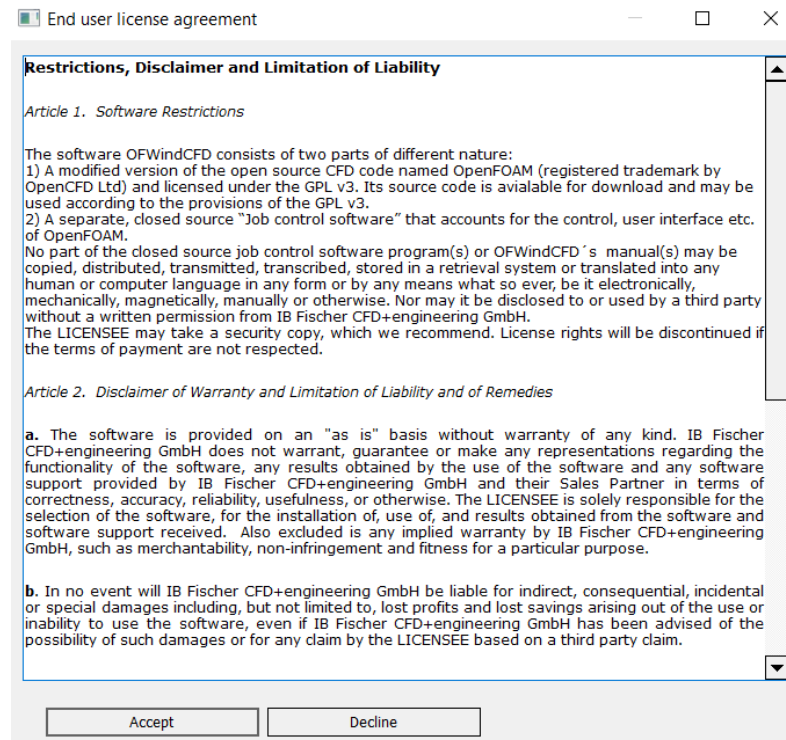 End user license agreement
Restrictions, Disclaimer and Limitation of Liability
Article 1.  Software Restrictions
The software OFWindCFD consists of two parts of different nature:
1) A modified version of the open source CFD code named OpenFOAM (registered trademark by
OpenCFD Ltd) and licensed under the GPL v3. Its source code is avialable for download and may be
used according to the provisions of the GPL v3.
2) A separate, closed source “Job control software” that accounts for the control, user interface etc.
of OpenFOAM.
No part of the closed source job control software program(s) or OFWindCFD´s  manual(s) may be
copied, distributed, transmitted, transcribed, stored in a retrieval system or translated into any
human or computer language in any form or by any means what so ever, be it electronically,
mechanically, magnetically, manually or otherwise. Nor may it be disclosed to or used by a third party
without a written permission from IB Fischer CFD+engineering GmbH.
The LICENSEE may take a security copy, which we recommend. License rights will be discontinued if
the terms of payment are not respected.
Article 2.  Disclaimer of Warranty and Limitation of Liability and of Remedies
a. The software is provided on an "as is" basis without warranty of any kind. IB Fischer
CFD+engineering GmbH does not warrant, guarantee or make any representations regarding the
functionality of the software, any results obtained by the use of the software and any software
support provided by IB Fischer CFD+engineering GmbH and their Sales Partner in terms of
correctness, accuracy, reliability, usefulness, or otherwise. The LICENSEE is solely responsible for the
selection of the software, for the installation of, use of, and results obtained from the software and
software support received.  Also excluded is any implied warranty by IB Fischer CFD+engineering
GmbH, such as merchantability, non-infringement and fitness for a particular purpose.
b. In no event will IB Fischer CFD+engineering GmbH be liable for indirect, consequential, incidental
or special damages including, but not limited to, lost profits and lost savings arising out of the use or
inability to use the software, even if IB Fischer CFD+engineering GmbH has been advised of the
possibility of such damages or for any claim by the LICENSEE based on a third party claim.
Accept
Decline